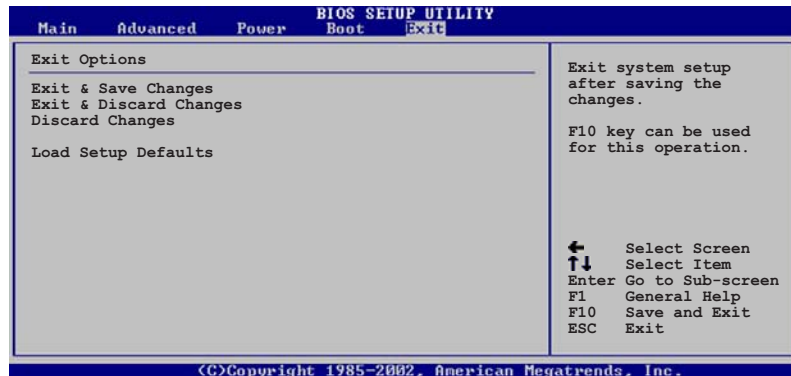 BIOS SETUP UTILITY
Main Advanced Power Boot Exit
Exit Options
Exit & Save Changes
Exit & Discard Changes
Discard Changes
Load Setup Defaults
Exit system setup
after saving the
changes.
F10 key can be used
for this operation.
← Select Screen
↑↓ Select Item
Enter Go to Sub-screen
F1 General Help
F10 Save and Exit
ESC Exit
(C)Copyright 1985-2002, American Megatrends, Inc.